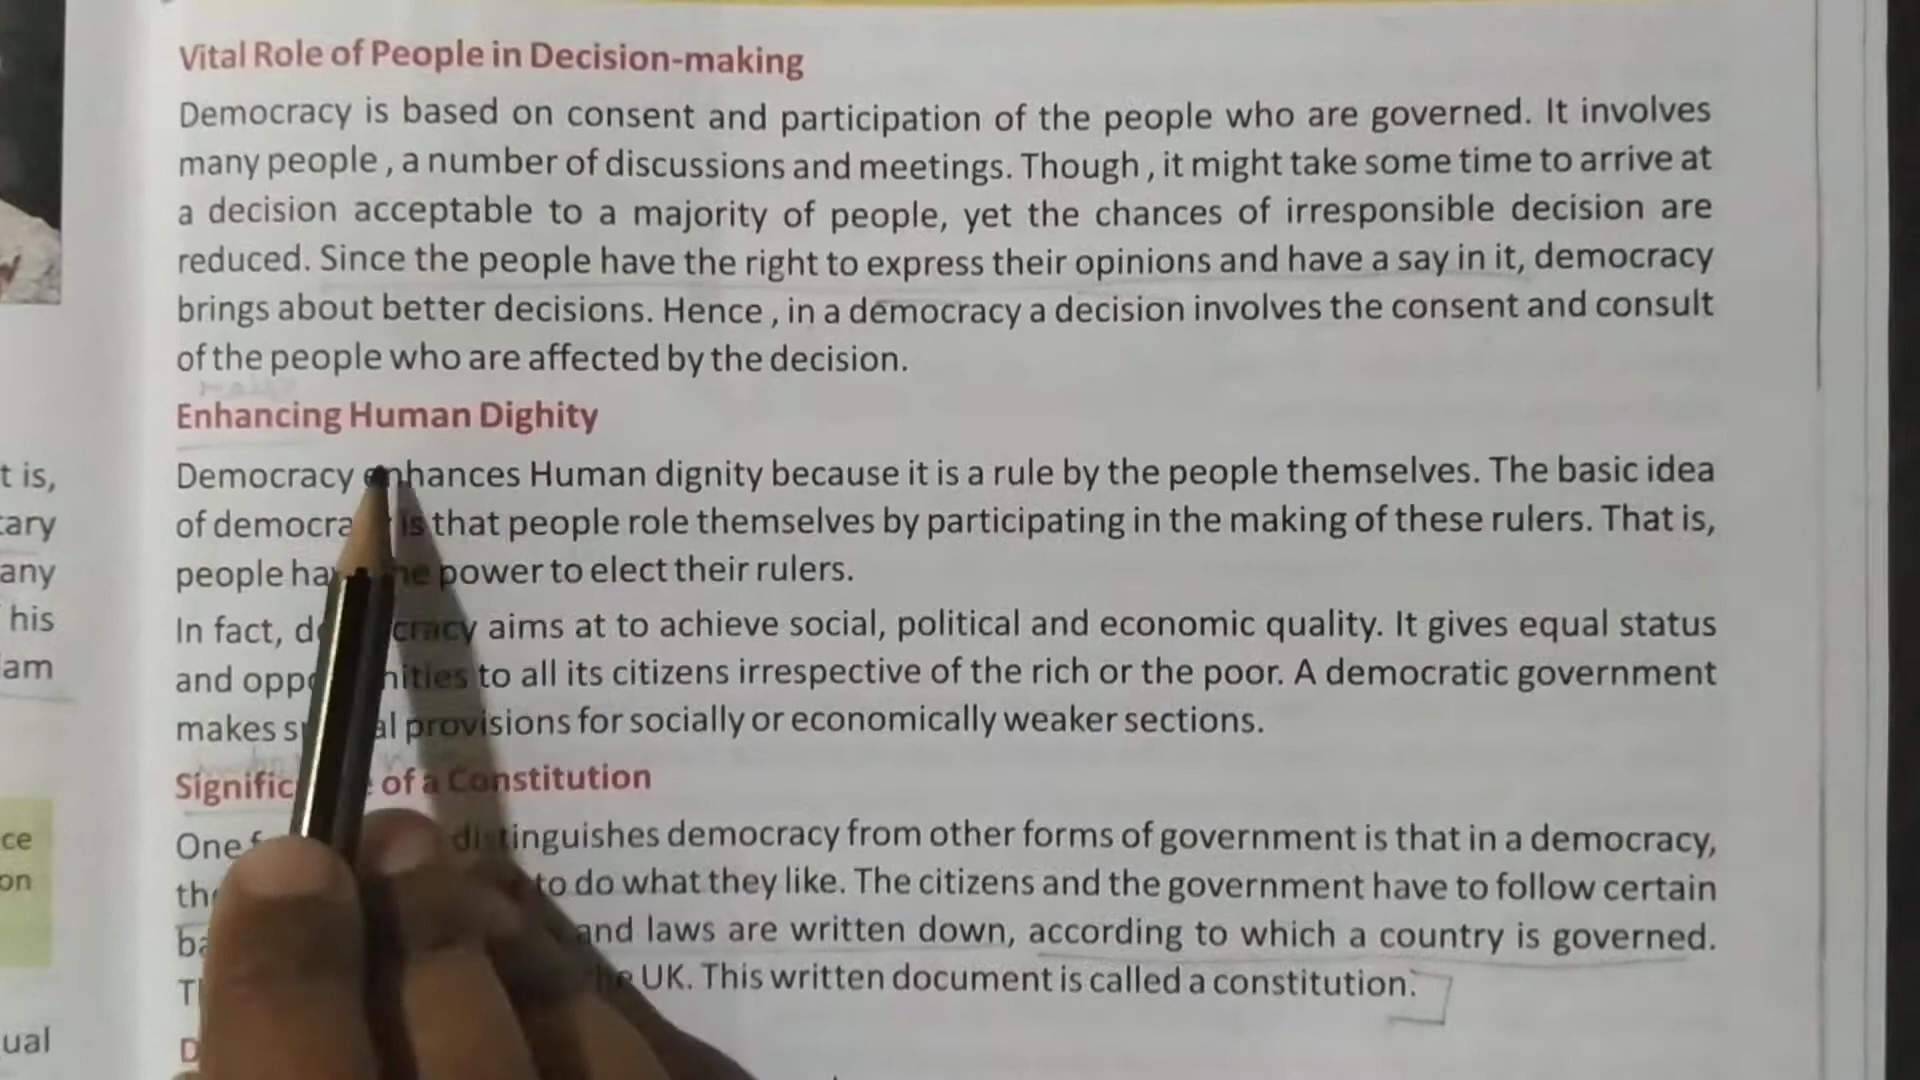 Vital Role of People in Decision-making
Democracy is based on consent and participation of the people who are governed. It involves
many people , a number of discussions and meetings. Though , it might take some time to arrive at
a decision acceptable to a majority of people, yet the chances of irresponsible decision are
reduced. Since the people have the right to express their opinions and have a say in it, democracy
brings about better decisions. Hence , in a democracy a decision involves the consent and consult
of the people who are affected by the decision.
Enhancing Human Dighity
t is,
Democracy enhances Human dignity because it is a rule by the people themselves. The basic idea
tary
of is that people role themselves by participating in the making of these rulers. That is,
any
people power to elect their rulers.
his
In fact, aims at to achieve social, political and economic quality. It gives equal status
am
and to all its citizens irrespective of the rich or the poor. A democratic government
makes provisions for socially or economically weaker sections.
of a Constitution
ce
One distinguishes democracy from other forms of government is that in a democracy,
on
to do what they like. The citizens and the government have to follow certain
and laws are written down, according to which a country is governed.
UK. This written document is called a constitution.
ual